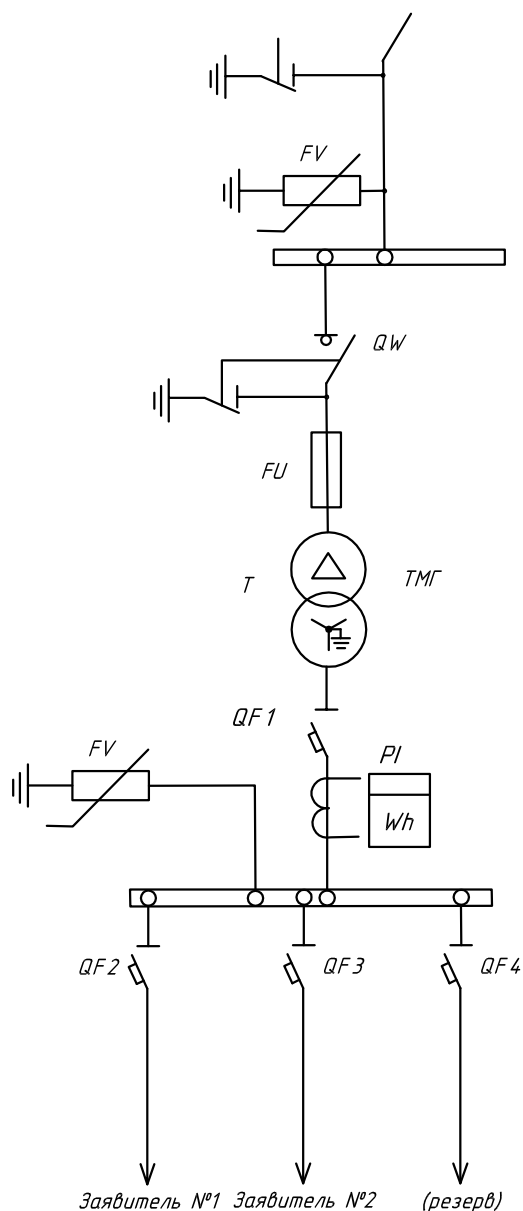 FV
QW
FU
T
ТМГ
QF1
FV
PI
Wh
QF2
QF3
QF4
Заявитель №1
Заявитель №2
(резерв)